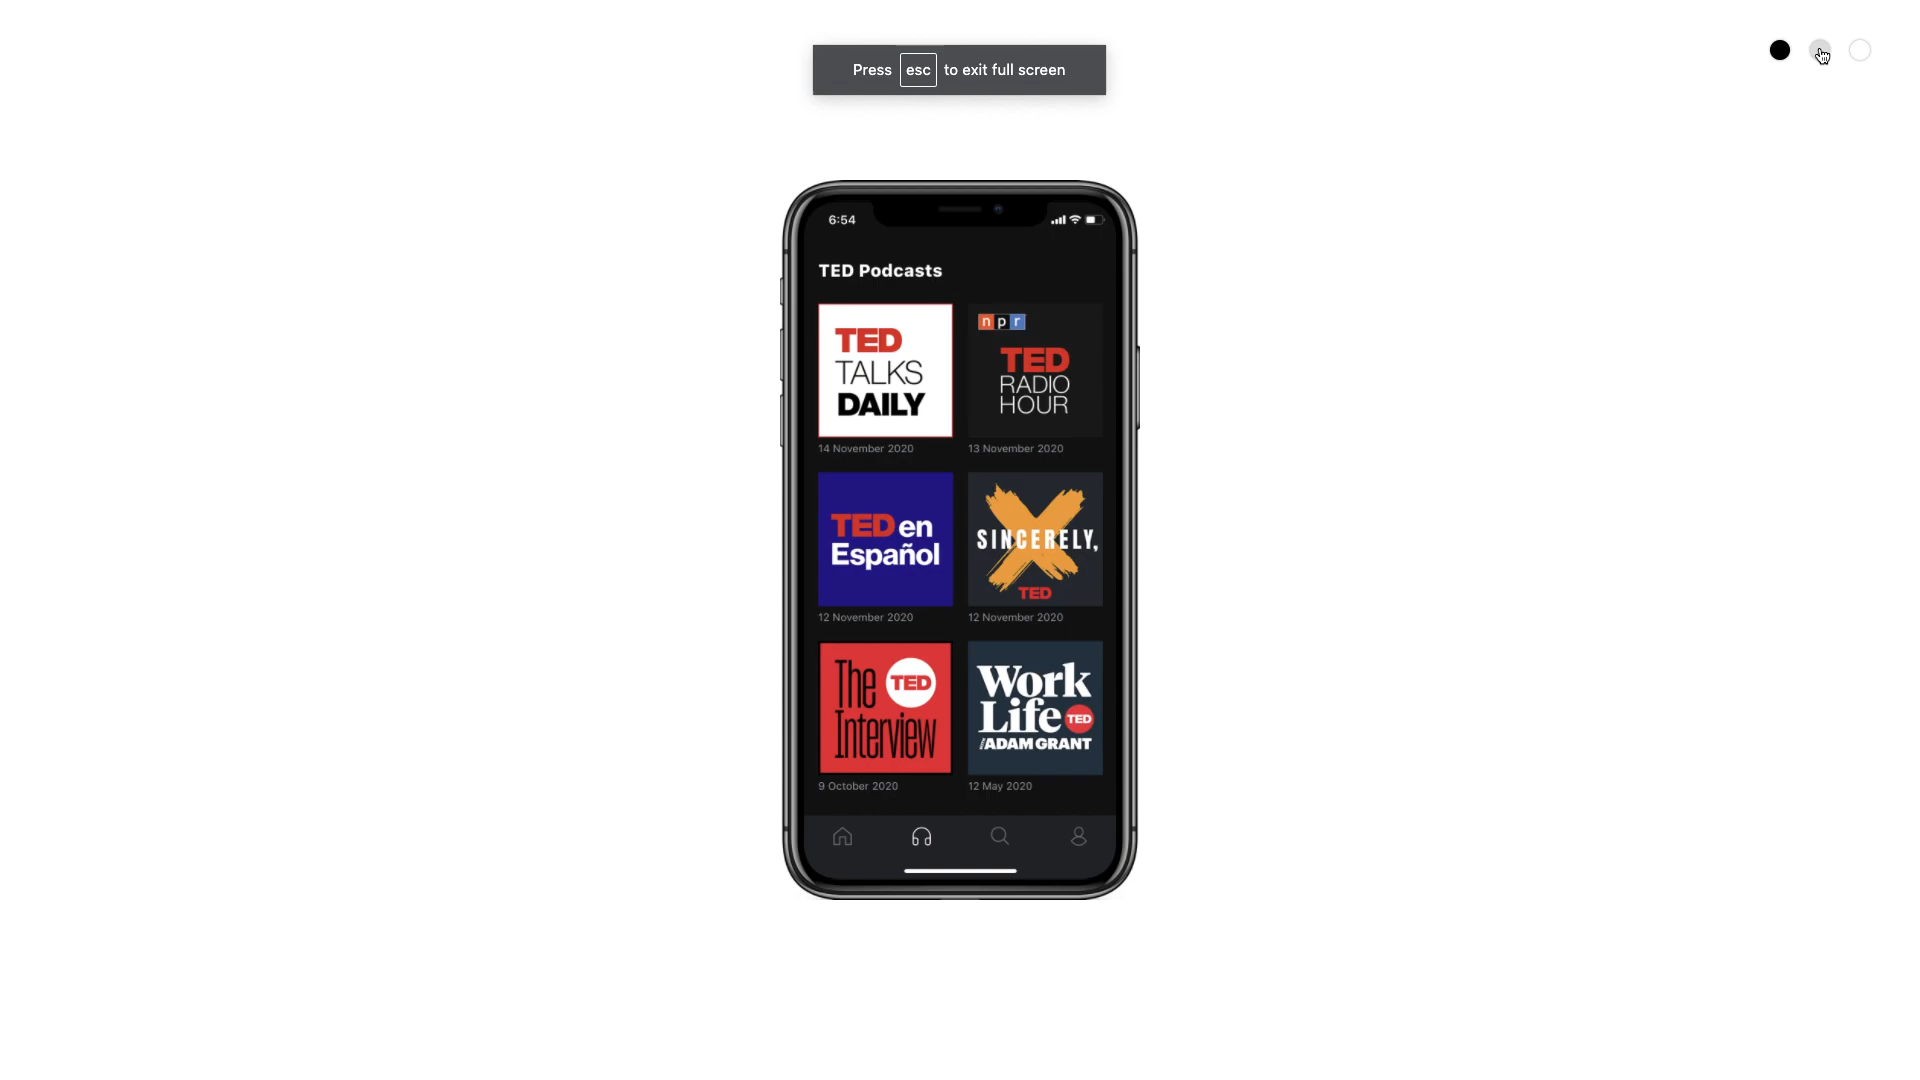 Press esc to exit full screen
6:54
TED Podcasts
TED
TALKS
DAILY
14 November 2020
npr
TED
RADIO
HOUR
13 November 2020
TED en
Español
12 November 2020
SINCERELY,
TED
12 November 2020
The
TED
Interview
9 October 2020
Work
Life
TED
ADAM GRANT
12 May 2020